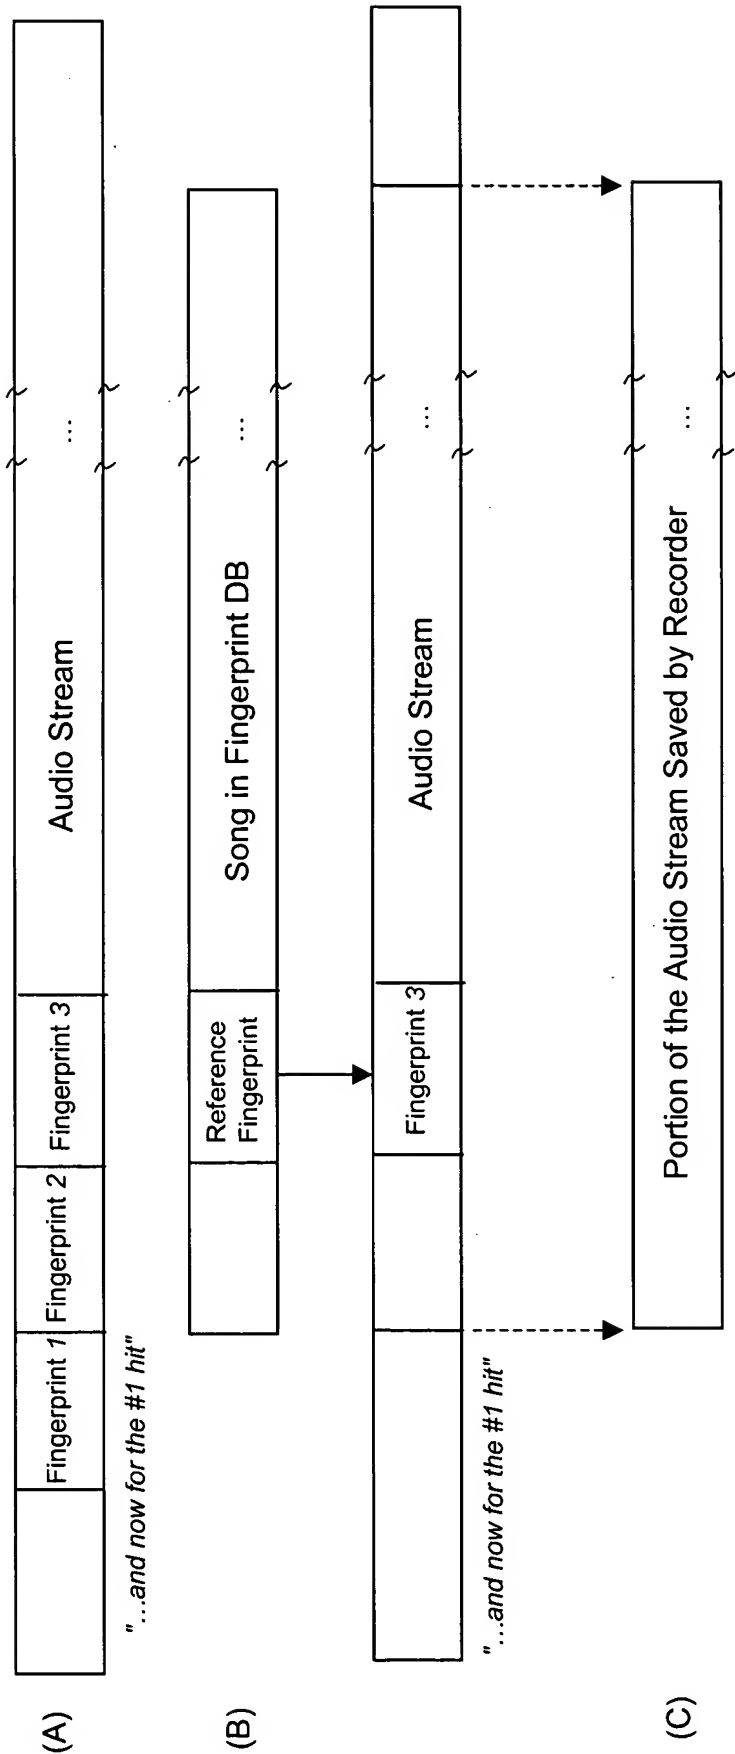 (A)
Fingerprint 1
Fingerprint 2
Fingerprint 3
Audio Stream
...
"...and now for the #1 hit"
(B)
Reference
Fingerprint
Song in Fingerprint DB
...
Fingerprint 3
Audio Stream
...
"...and now for the #1 hit"
(C)
Portion of the Audio Stream Saved by Recorder
...